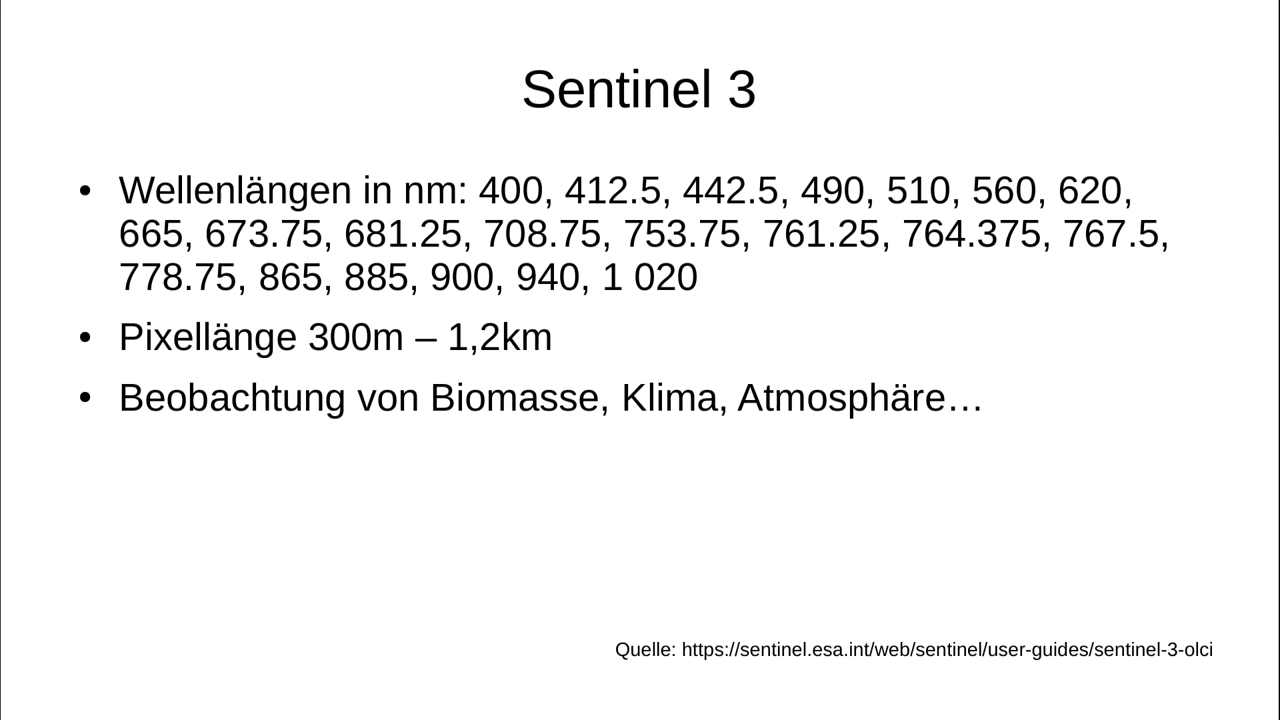 Sentinel 3
• Wellenlängen in nm: 400, 412.5, 442.5, 490, 510, 560, 620,
665, 673.75, 681.25, 708.75, 753.75, 761.25, 764.375, 767.5,
778.75, 865, 885, 900, 940, 1 020
• Pixellänge 300m – 1,2km
• Beobachtung von Biomasse, Klima, Atmosphäre…
Quelle: https://sentinel.esa.int/web/sentinel/user-guides/sentinel-3-olci